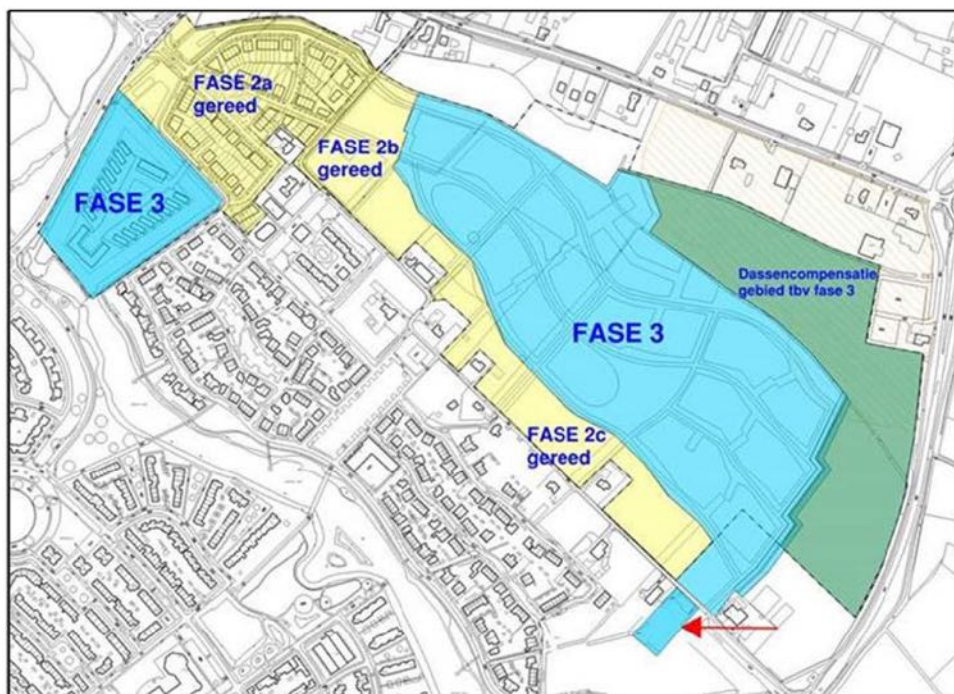 FASE 2a
gereed
FASE 2b
gereed
FASE 3
Dassencompensatie
gebied tbv fase 3
FASE 3
FASE 2c
gereed